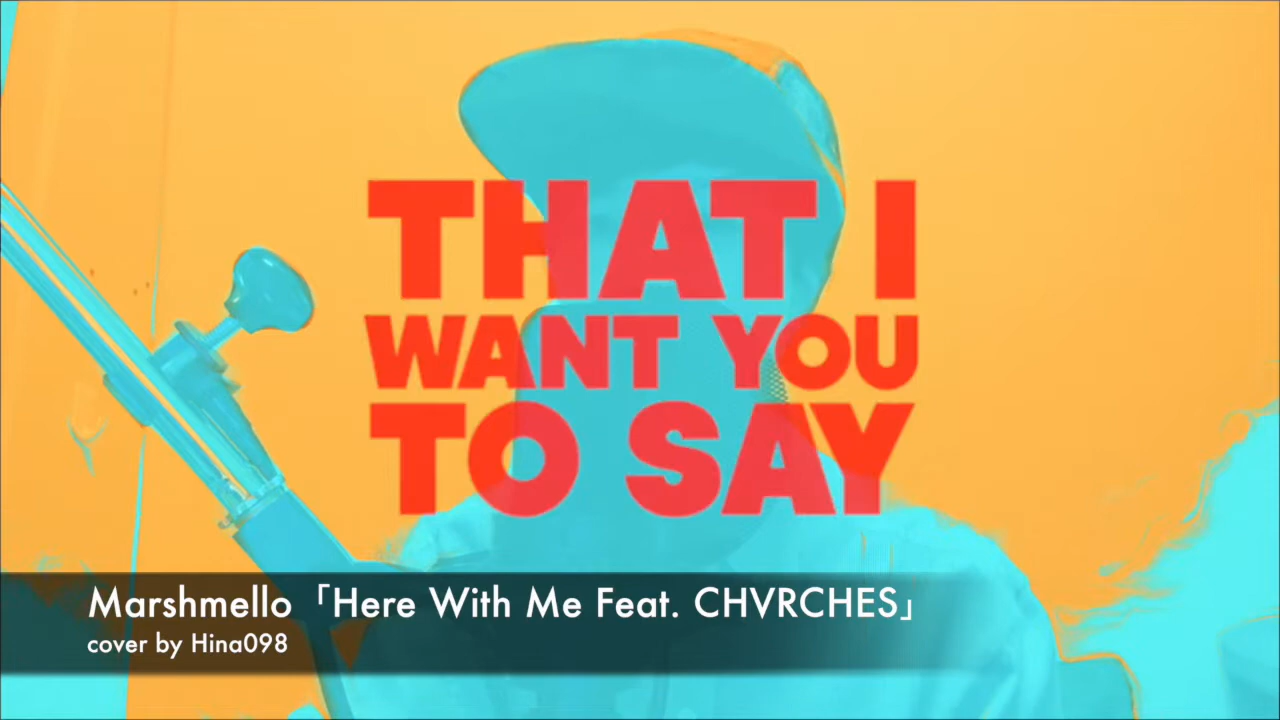 THAT I
WANT YOU
TO SAY
Marshmello「Here With Me Feat. CHVRCHES」
cover by Hina098